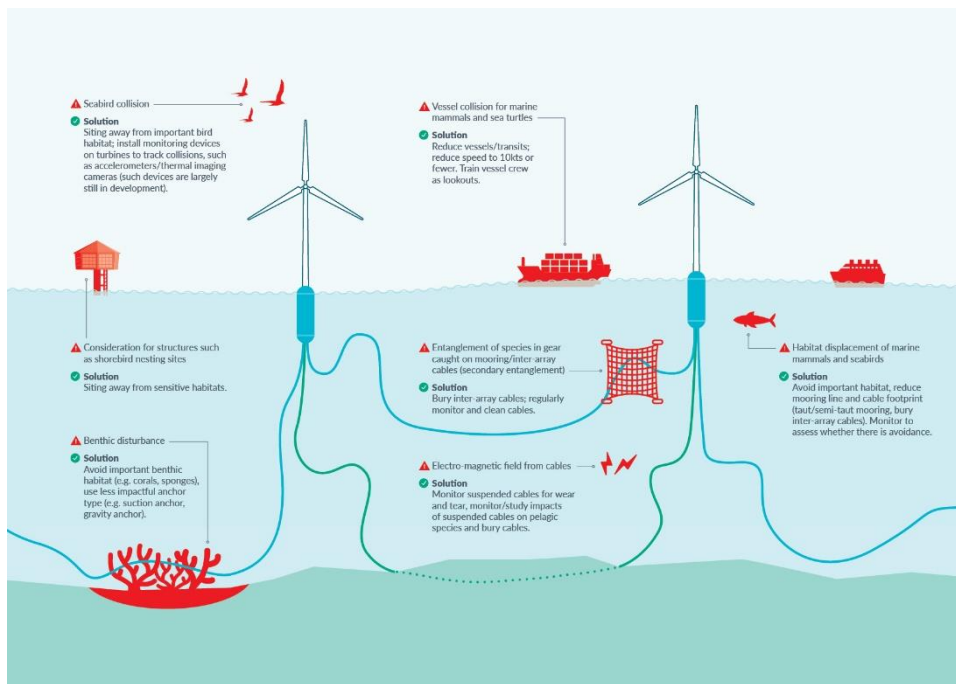 Seabird collision
Solution
Siting away from important bird
habitat; install monitoring devices
on turbines to track collisions, such
as accelerometers/thermal imaging
cameras (such devices are largely
still in development).
Vessel collision for marine
mammals and sea turtles
Solution
Reduce vessels/transits;
reduce speed to 10kts or
fewer. Train vessel crew
as lookouts.
Consideration for structures such
as shorebird nesting sites
Solution
Siting away from sensitive habitats.
Entanglement of species in gear
caught on mooring/inter-array
cables (secondary entanglement)
Solution
Bury inter-array cables; regularly
monitor and clean cables.
Habitat displacement of marine
mammals and seabirds
Solution
Avoid important habitat, reduce
mooring line and cable footprint
(taut/semi-taut mooring, bury
inter-array cables). Monitor to
assess whether there is avoidance.
Benthic disturbance
Solution
Avoid important benthic
habitat (e.g. corals, sponges),
use less impactful anchor
type (e.g. suction anchor,
gravity anchor).
Electro-magnetic field from cables
Solution
Monitor suspended cables for wear
and tear, monitor/study impacts
of suspended cables on pelagic
species and bury cables.